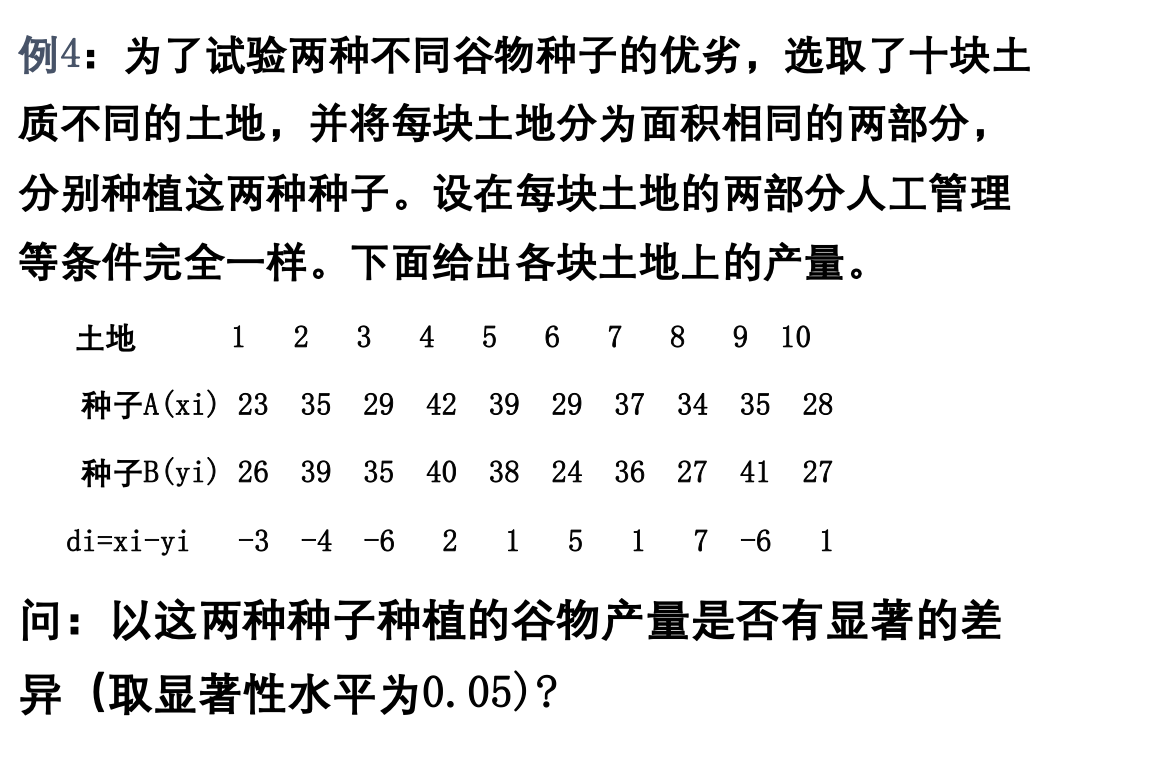 例4：为了试验两种不同谷物种子的优劣，选取了十块土
质不同的土地，并将每块土地分为面积相同的两部分，
分别种植这两种种子。设在每块土地的两部分人工管理
等条件完全一样。下面给出各块土地上的产量。
土地 1 2 3 4 5 6 7 8 9 10
种子A(xi) 23 35 29 42 39 29 37 34 35 28
种子B(yi) 26 39 35 40 38 24 36 27 41 27
di=xi-yi -3 -4 -6 2 1 5 1 7 -6 1
问：以这两种种子种植的谷物产量是否有显著的差
异（取显著性水平为0.05)?